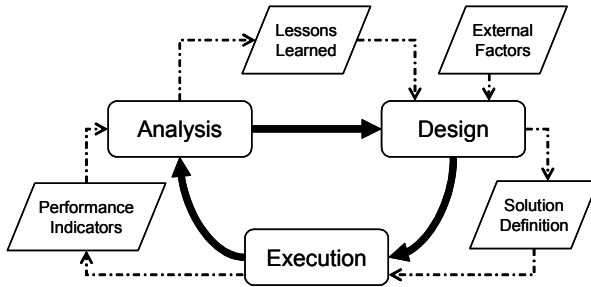 Lessons
Learned
External
Factors
Analysis
Design
Performance
Indicators
Solution
Definition
Execution